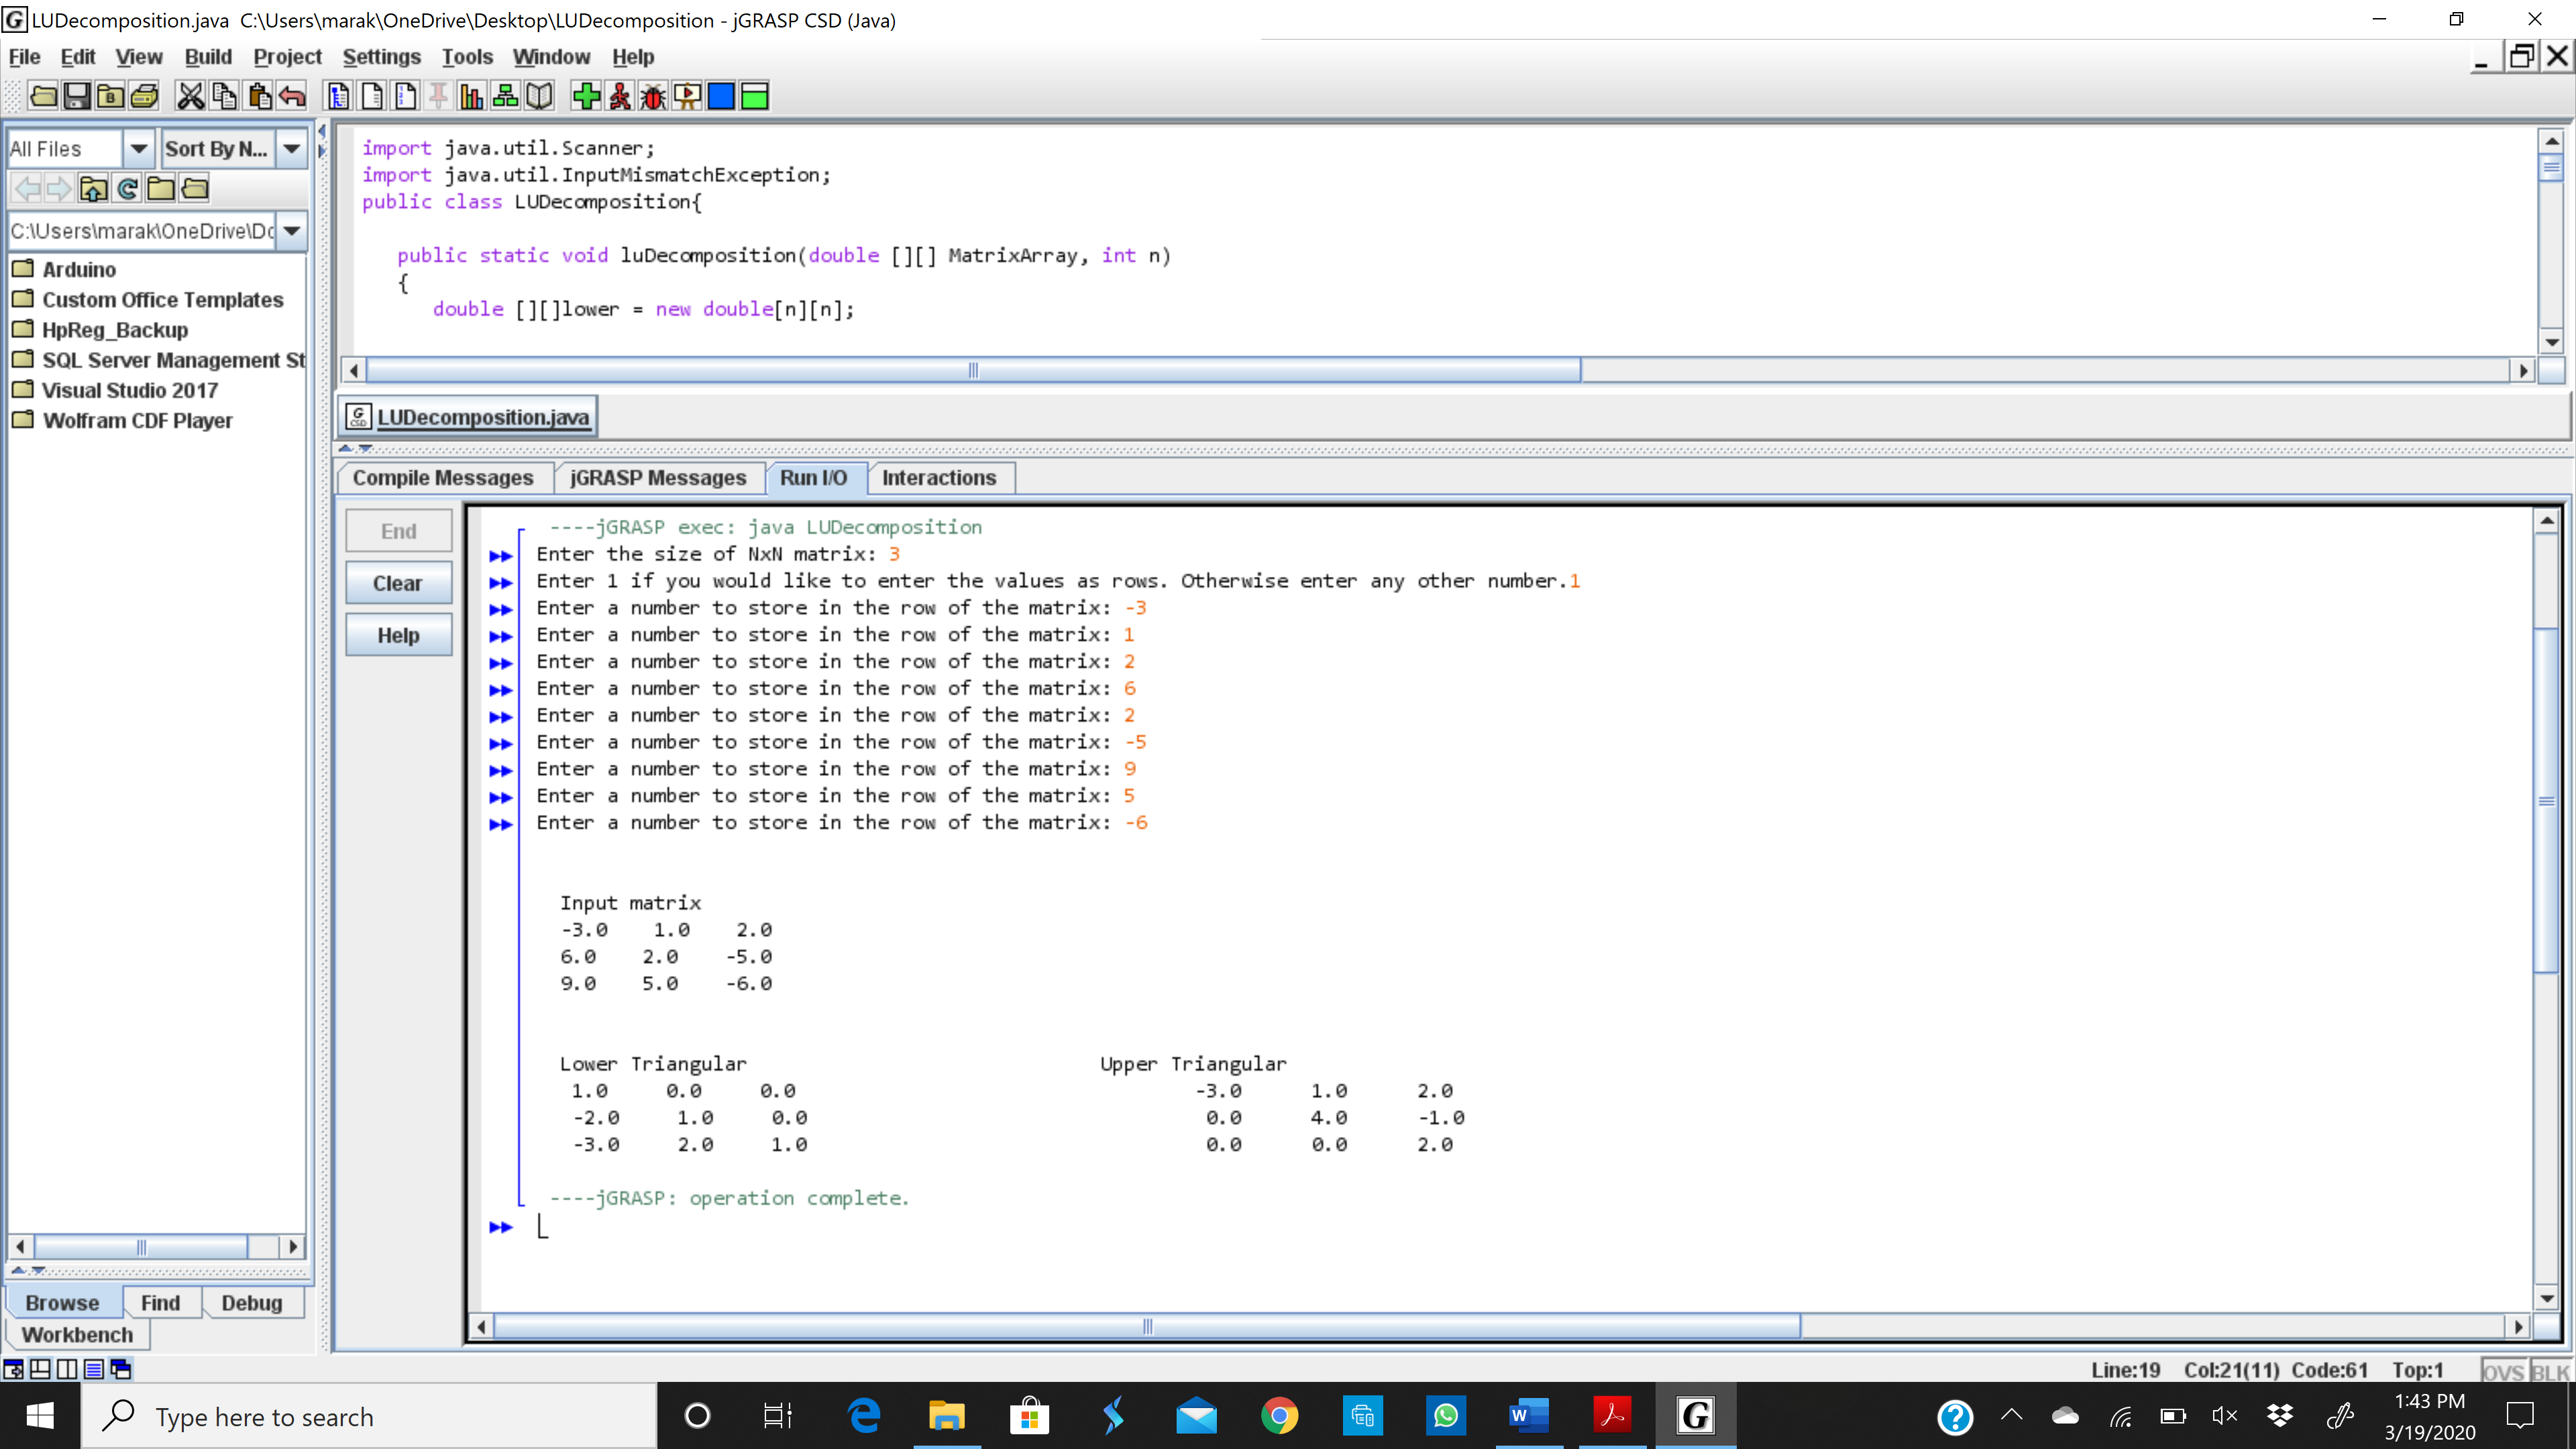 LUDecomposition.java  C:\Users\marak\OneDrive\Desktop\LUDecomposition - jGRASP CSD (Java)
File Edit View Build Project Settings Tools Window Help
All Files Sort By N...
C:\Users\marak\OneDrive\Do
Arduino
Custom Office Templates
HpReg_Backup
SQL Server Management St
Visual Studio 2017
Wolfram CDF Player
Browse Find Debug
Workbench
import java.util.Scanner;
import java.util.InputMismatchException;
public class LUDecomposition{
public static void luDecomposition(double [][] MatrixArray, int n)
{
double [][]lower = new double[n][n];
LUDecomposition.java
Compile Messages jGRASP Messages Run I/O Interactions
End
Clear
Help
----jGRASP exec: java LUDecomposition
Enter the size of NxN matrix: 3
Enter 1 if you would like to enter the values as rows. Otherwise enter any other number.1
Enter a number to store in the row of the matrix: -3
Enter a number to store in the row of the matrix: 1
Enter a number to store in the row of the matrix: 2
Enter a number to store in the row of the matrix: 6
Enter a number to store in the row of the matrix: 2
Enter a number to store in the row of the matrix: -5
Enter a number to store in the row of the matrix: 9
Enter a number to store in the row of the matrix: 5
Enter a number to store in the row of the matrix: -6
Input matrix
-3.0 1.0 2.0
6.0 2.0 -5.0
9.0 5.0 -6.0
Lower Triangular Upper Triangular
1.0 0.0 0.0 -3.0 1.0 2.0
-2.0 1.0 0.0 0.0 4.0 -1.0
-3.0 2.0 1.0 0.0 0.0 2.0
----jGRASP: operation complete.
Line:19 Col:21(11) Code:61 Top:1 OVS BLK
Type here to search
1:43 PM
3/19/2020